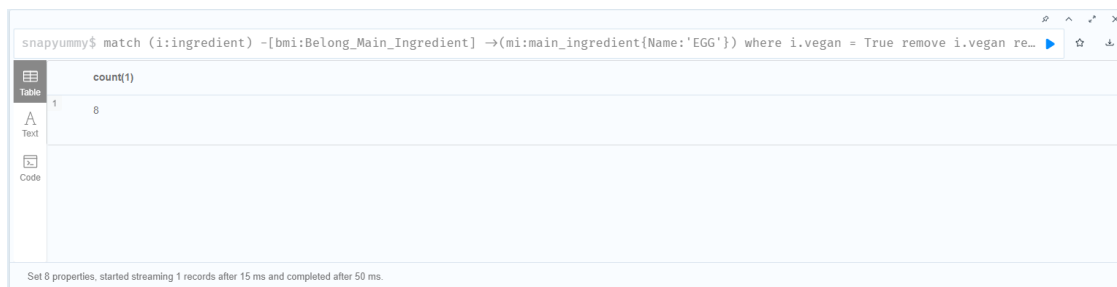 snapyummy$ match (i:ingredient) -[bmi:Belong_Main_Ingredient] →(mi:main_ingredient{Name:'EGG'}) where i.vegan = True remove i.vegan re…
Table
count(1)
1
8
A
Text
Code
Set 8 properties, started streaming 1 records after 15 ms and completed after 50 ms.